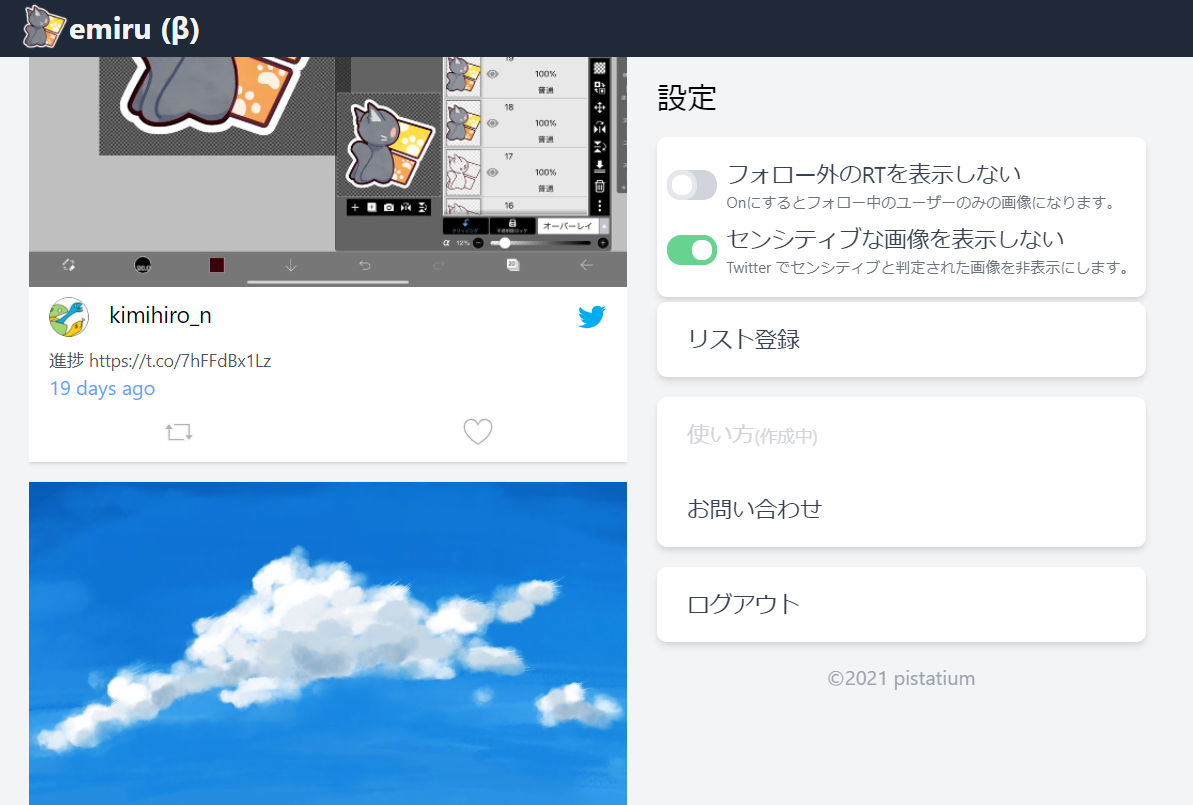 emiru (β)
19
100%
普通
18
100%
普通
17
100%
普通
16
クリッピング
オーバーレイ
α 12%
20
kimihiro_n
進捗 https://t.co/7hFFdBx1Lz
19 days ago
設定
フォロー外のRTを表示しない
Onにするとフォロー中のユーザーのみの画像になります。
センシティブな画像を表示しない
Twitter でセンシティブと判定された画像を非表示にします。
リスト登録
使い方(作成中)
お問い合わせ
ログアウト
©2021 pistatium